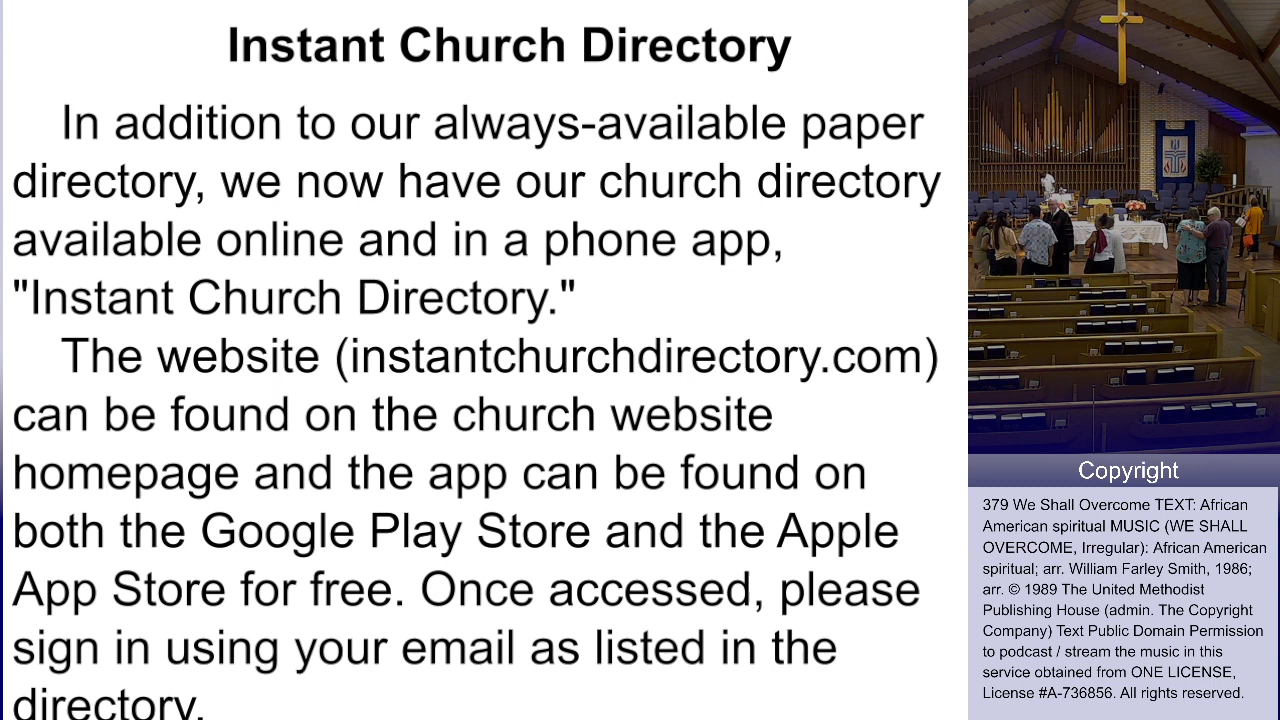 Instant Church Directory
In addition to our always-available paper
directory, we now have our church directory
available online and in a phone app,
"Instant Church Directory."
The website (instantchurchdirectory.com)
can be found on the church website
homepage and the app can be found on
both the Google Play Store and the Apple
App Store for free. Once accessed, please
sign in using your email as listed in the
directory.
Copyright
379 We Shall Overcome TEXT: African
American spiritual MUSIC (WE SHALL
OVERCOME, Irregular); African American
spiritual; arr. William Farley Smith, 1986;
arr. © 1989 The United Methodist
Publishing House (admin. The Copyright
Company) Text Public Domain Permission
to podcast / stream the music in this
service obtained from ONE LICENSE,
License #A-736856. All rights reserved.